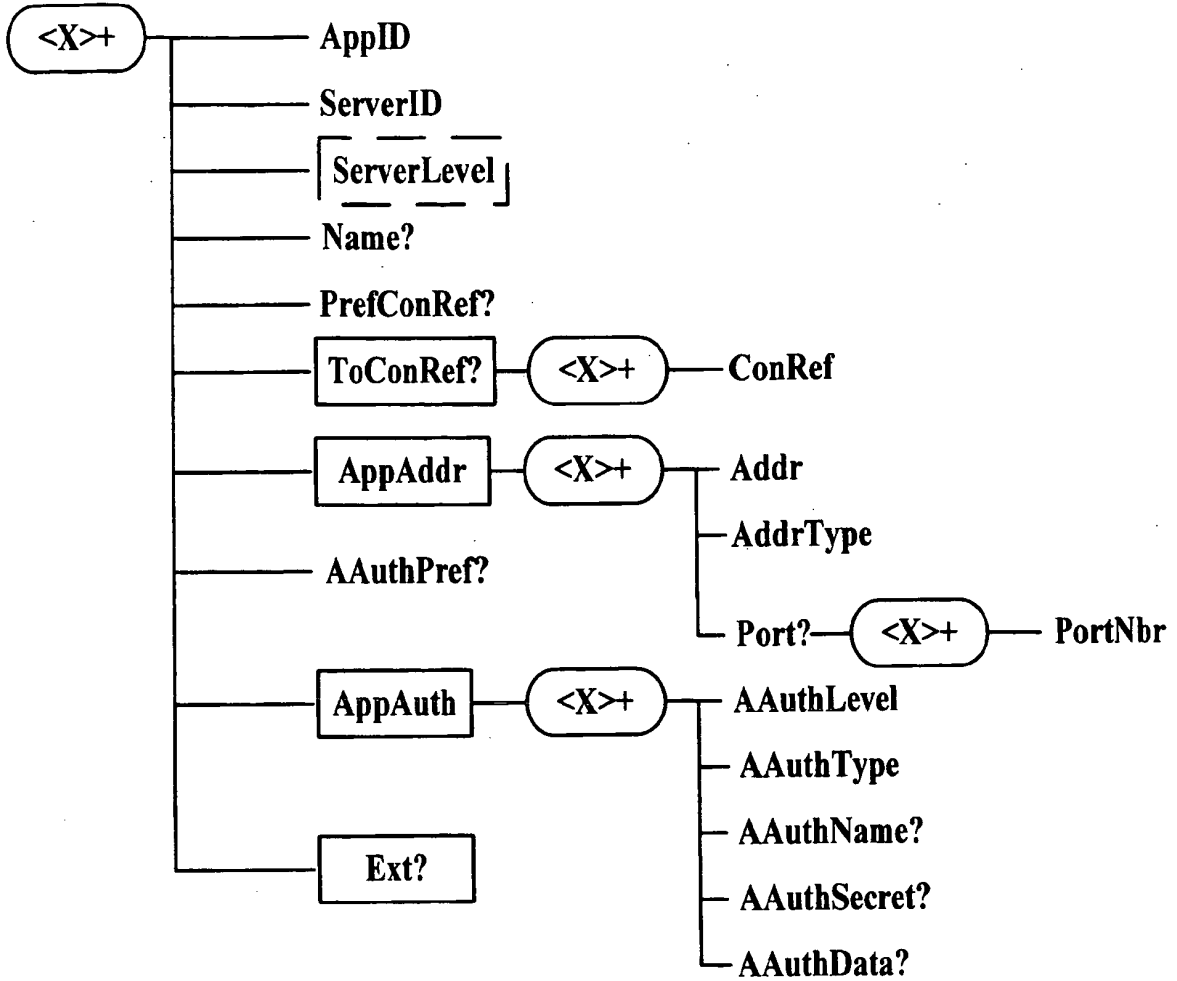 <X>+ AppID
ServerID
ServerLevel
Name?
PrefConRef?
ToConRef? <X>+ ConRef
AppAddr <X>+ Addr
AddrType
AAuthPref?
Port? <X>+ PortNbr
AppAuth <X>+ AAuthLevel
AAuthType
AAuthName?
Ext?
AAuthSecret?
AAuthData?